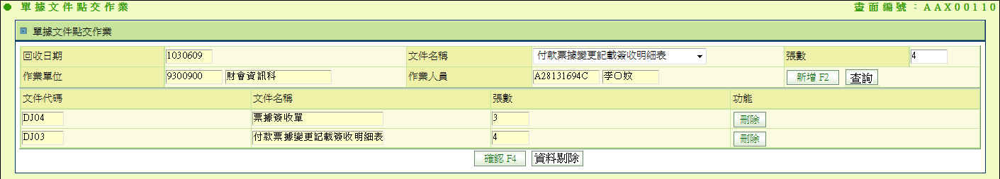 單據文件點交作業 畫面編號：AAX00110
單據文件點交作業
回收日期 1030609 文件名稱 付款票據變更記載簽收明細表 張數 4
作業單位 9300900 財會資訊科 作業人員 A28131694C 李○妏 新增 F2 查詢
文件代碼 文件名稱 張數 功能
DJ04 票據簽收單 3 刪除
DJ03 付款票據變更記載簽收明細表 4 刪除
確認 F4 資料剔除